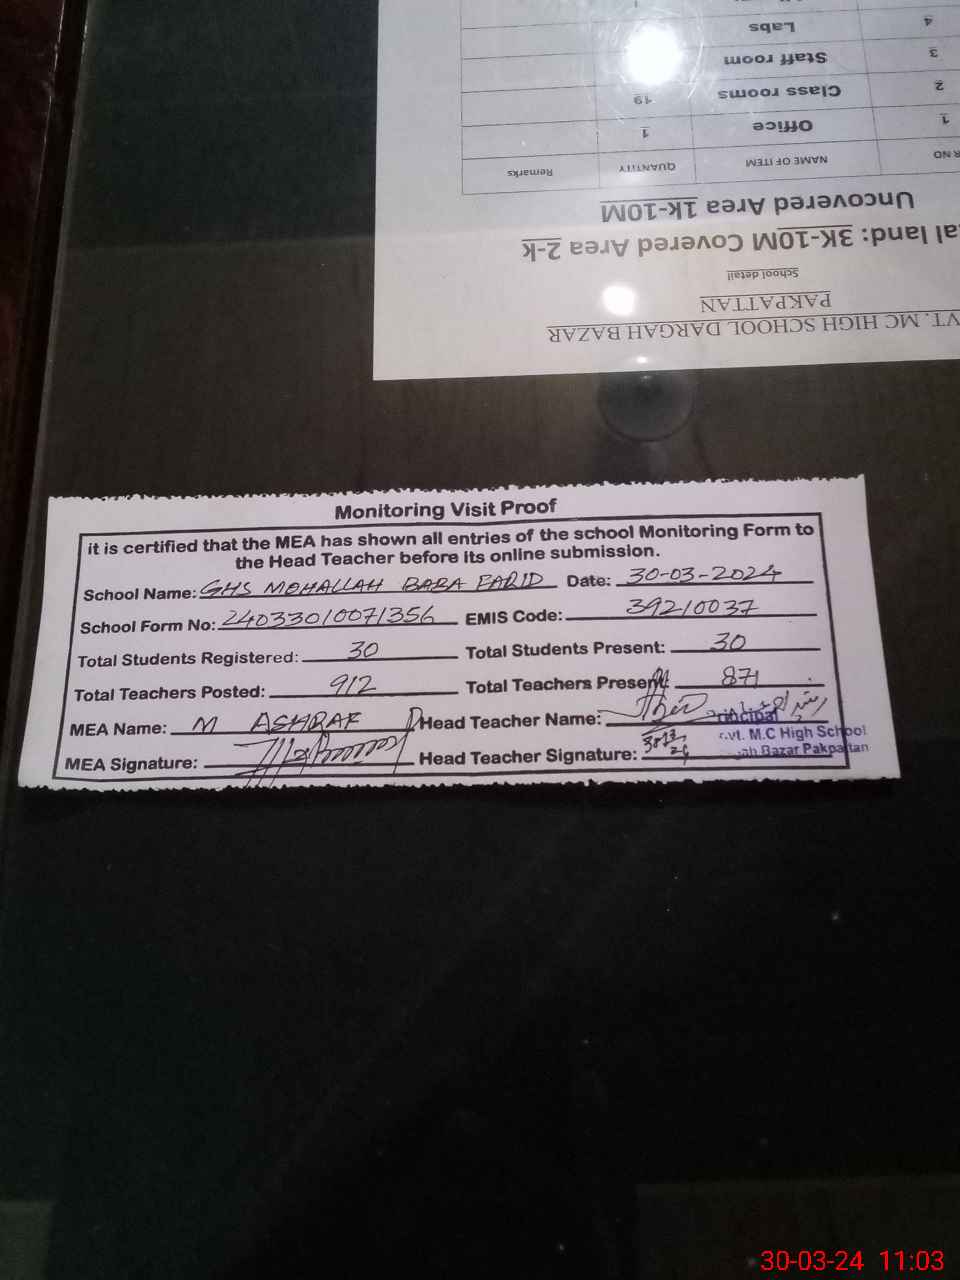 Labs
4
Staff room
3
19
Class rooms
2
1
Office
1
Remarks
QUANTITY
NAME OF ITEM
R NO
Uncovered Area 1k-10M
al land: 3K-10M Covered Area 2-k
School detail
PAKPATTAN
VT. MC HIGH SCHOOL DARGAH BAZAR
Monitoring Visit Proof
it is certified that the MEA has shown all entries of the school Monitoring Form to
the Head Teacher before its online submission.
School Name: GHS MOHALLAH BABA FARID Date: 30-03-2024
School Form No: 24033010071356 EMIS Code: 39210037
Total Students Registered: 30 Total Students Present: 30
Total Teachers Posted: 912 Total Teachers Present: 871
MEA Name: M ASHRAF Head Teacher Name:
Principal
MEA Signature: Head Teacher Signature:
vt. M.C High School
ah Bazar Pakpattan
30-03-24 11:03